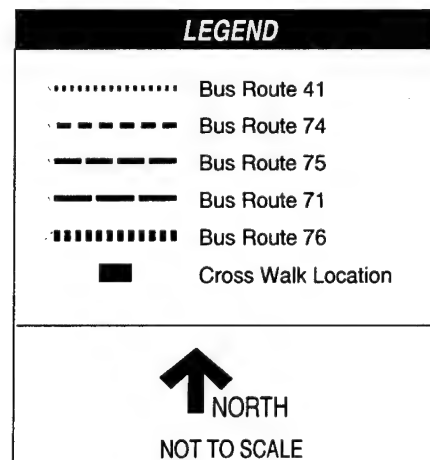 LEGEND
Bus Route 41
Bus Route 74
Bus Route 75
Bus Route 71
Bus Route 76
Cross Walk Location
NORTH
NOT TO SCALE